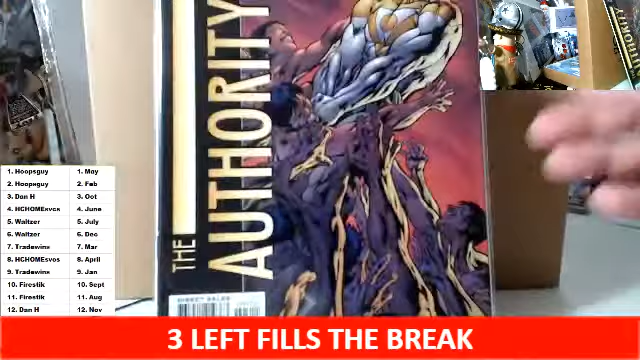 THE
AUTHORITY
DIRECT SALES
1. Hoopsguy 1. May
2. Hoopsguy 2. Feb
3. Dan H 3. Oct
4. HCHOMEsvcs 4. June
5. Waltzer 5. July
6. Waltzer 6. Dec
7. Tradewins 7. Mar
8. HCHOMEsvcs 8. April
9. Tradewins 9. Jan
10. Firestik 10. Sept
11. Firestik 11. Aug
12. Dan H 12. Nov
3 LEFT FILLS THE BREAK